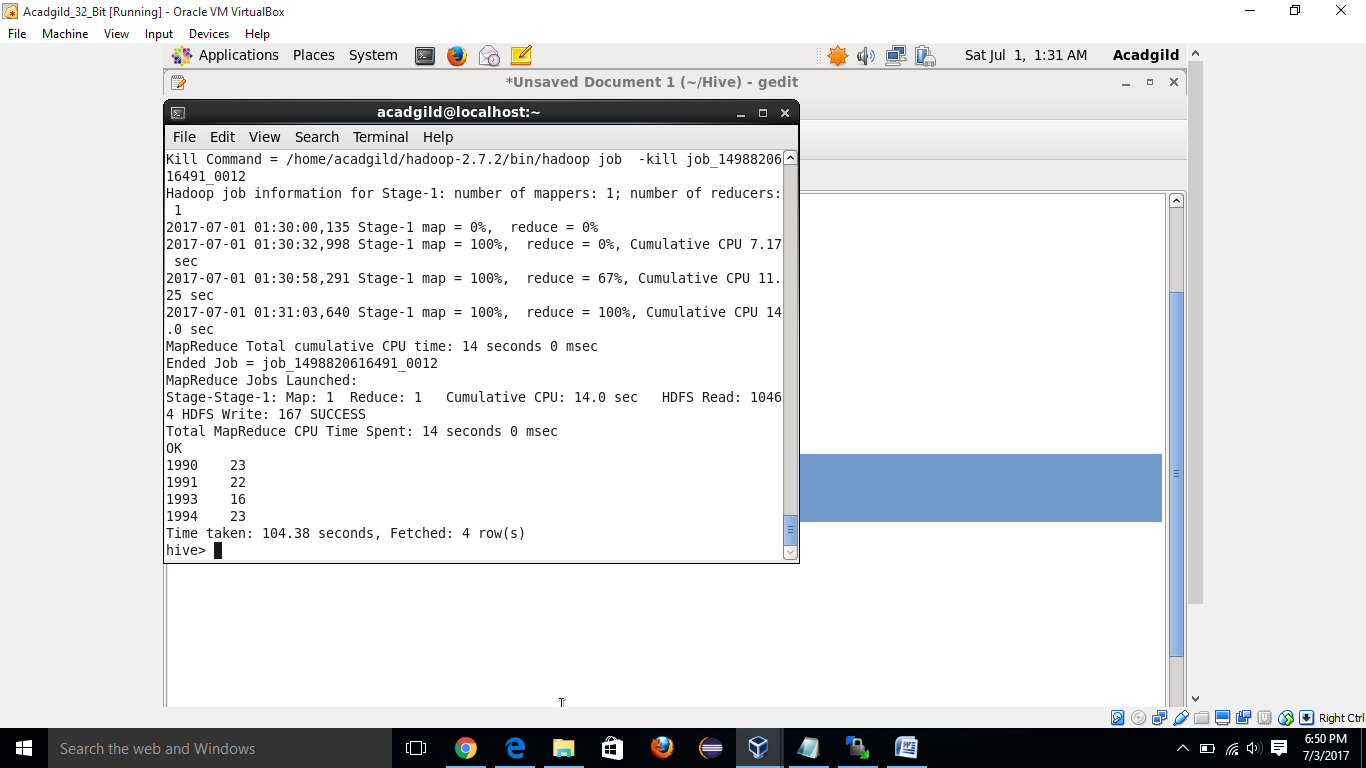 Acadgild_32_Bit [Running] - Oracle VM VirtualBox
File Machine View Input Devices Help
Applications Places System Sat Jul 1, 1:31 AM Acadgild
*Unsaved Document 1 (~/Hive) - gedit
acadgild@localhost:~
File Edit View Search Terminal Help
Kill Command = /home/acadgild/hadoop-2.7.2/bin/hadoop job  -kill job_14988206
16491_0012
Hadoop job information for Stage-1: number of mappers: 1; number of reducers:
1
2017-07-01 01:30:00,135 Stage-1 map = 0%,  reduce = 0%
2017-07-01 01:30:32,998 Stage-1 map = 100%,  reduce = 0%, Cumulative CPU 7.17
sec
2017-07-01 01:30:58,291 Stage-1 map = 100%,  reduce = 67%, Cumulative CPU 11.
25 sec
2017-07-01 01:31:03,640 Stage-1 map = 100%,  reduce = 100%, Cumulative CPU 14
.0 sec
MapReduce Total cumulative CPU time: 14 seconds 0 msec
Ended Job = job_1498820616491_0012
MapReduce Jobs Launched:
Stage-Stage-1: Map: 1  Reduce: 1   Cumulative CPU: 14.0 sec   HDFS Read: 1046
4 HDFS Write: 167 SUCCESS
Total MapReduce CPU Time Spent: 14 seconds 0 msec
OK
1990    23
1991    22
1993    16
1994    23
Time taken: 104.38 seconds, Fetched: 4 row(s)
hive>
Right Ctrl
Search the web and Windows
6:50 PM
7/3/2017